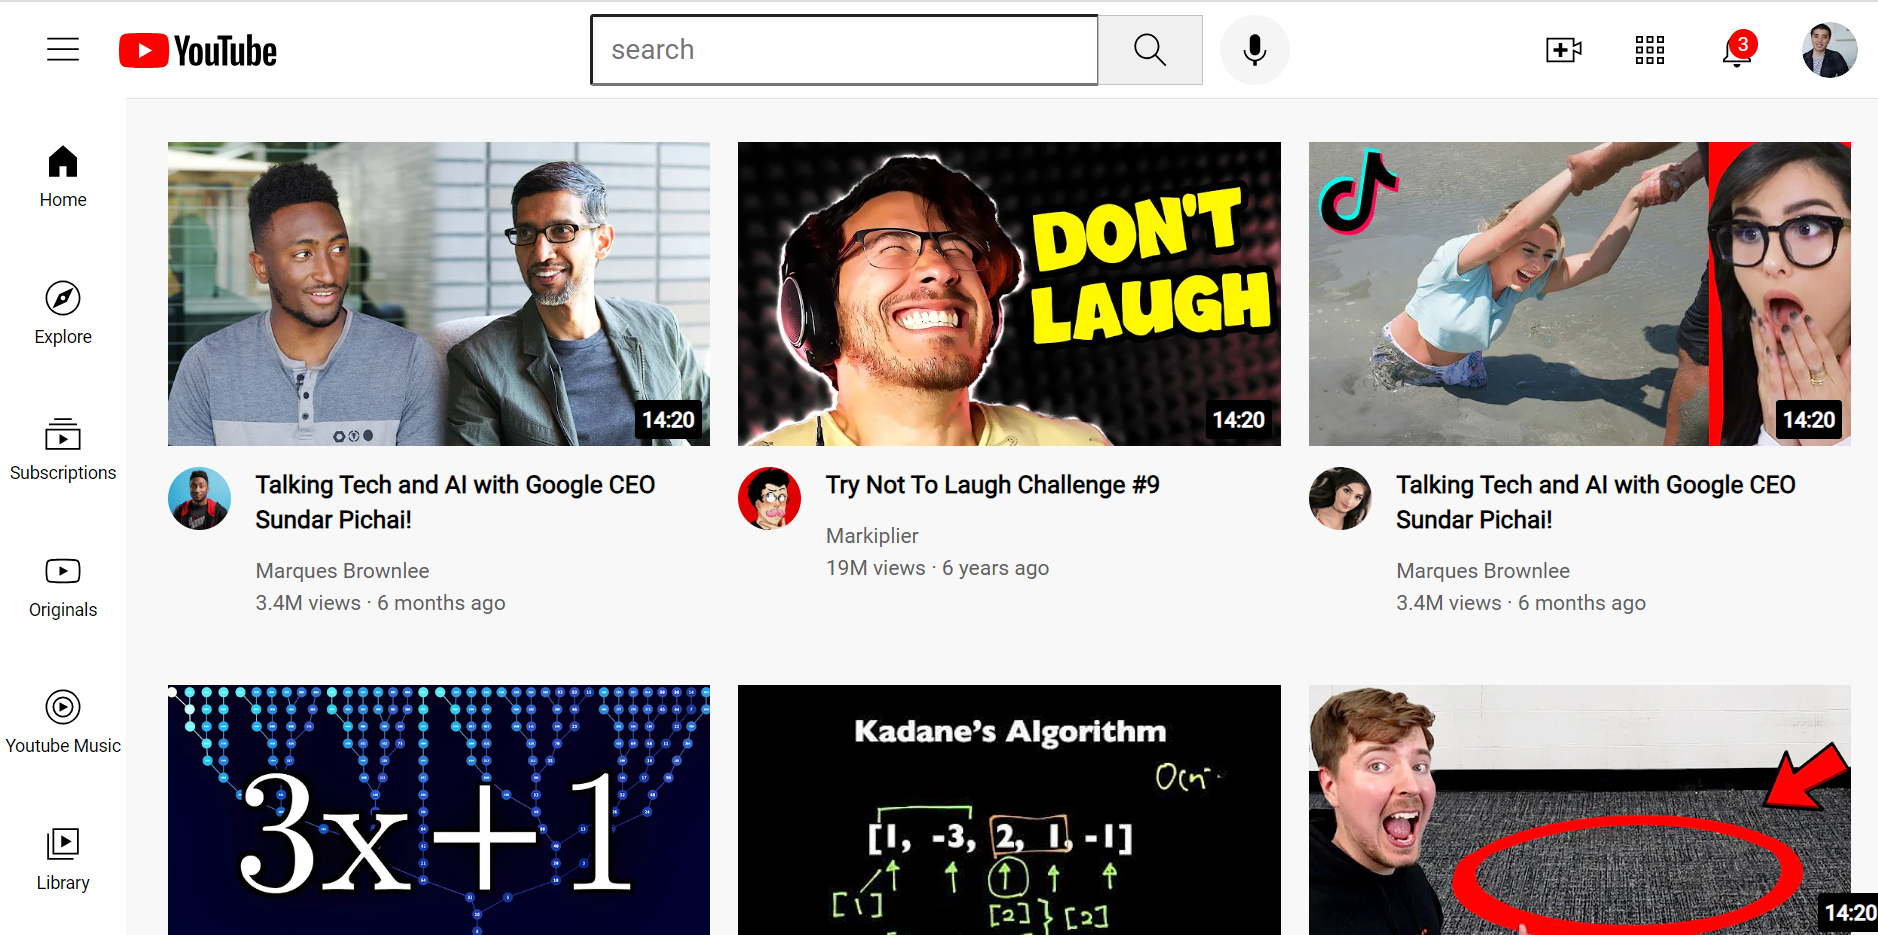 YouTube
search
3
Home
Explore
Subscriptions
Originals
Youtube Music
Library
14:20
Talking Tech and AI with Google CEO
Sundar Pichai!
Marques Brownlee
3.4M views · 6 months ago
DON'T
LAUGH
14:20
Try Not To Laugh Challenge #9
Markiplier
19M views · 6 years ago
14:20
Talking Tech and AI with Google CEO
Sundar Pichai!
Marques Brownlee
3.4M views · 6 months ago
3x+1
Kadane's Algorithm
[1, -3, 2, 1, -1]
[1]
[2] } [2]
14:20